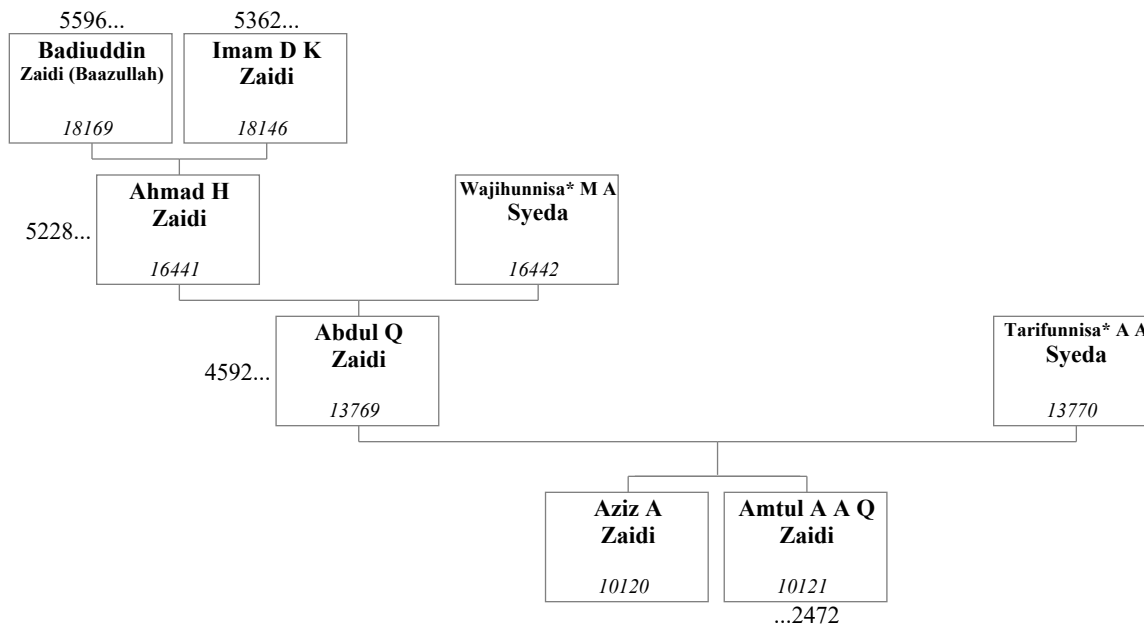 5596...
5362...
Badiuddin
Zaidi (Baazullah)
18169
Imam D K
Zaidi
18146
5228...
Ahmad H
Zaidi
16441
Wajihunnisa* M A
Syeda
16442
4592...
Abdul Q
Zaidi
13769
Tarifunnisa* A A
Syeda
13770
Aziz A
Zaidi
10120
Amtul A A Q
Zaidi
10121
...2472